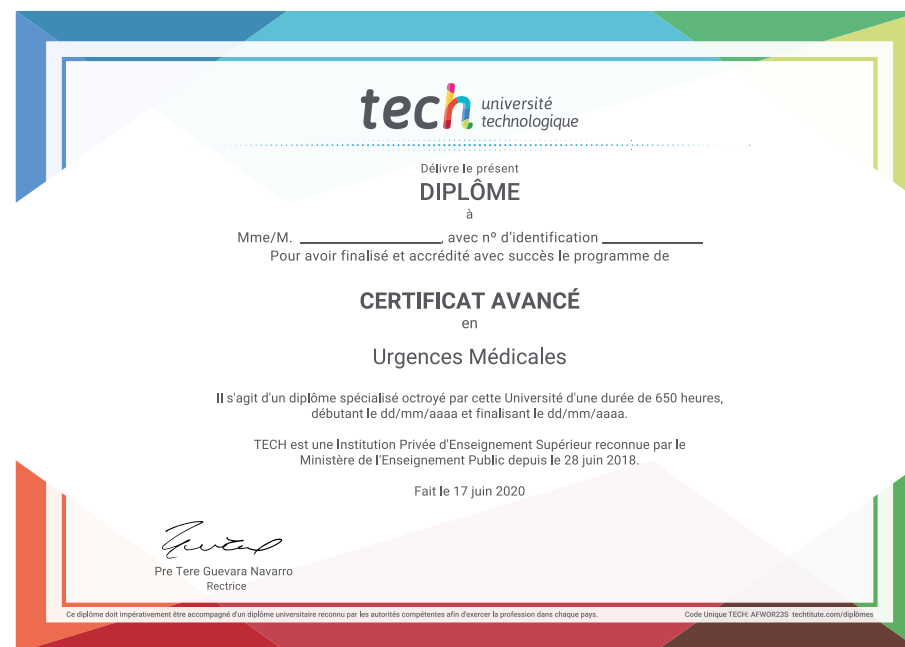 tech université
technologique
Délivre le présent
DIPLÔME
à
Mme/M. ____________________, avec nº d'identification ______________
Pour avoir finalisé et accrédité avec succès le programme de
CERTIFICAT AVANCÉ
en
Urgences Médicales
Il s'agit d'un diplôme spécialisé octroyé par cette Université d'une durée de 650 heures,
débutant le dd/mm/aaaa et finalisant le dd/mm/aaaa.
TECH est une Institution Privée d'Enseignement Supérieur reconnue par le
Ministère de l'Enseignement Public depuis le 28 juin 2018.
Fait le 17 juin 2020
Pre Tere Guevara Navarro
Rectrice
Ce diplôme doit impérativement être accompagné d'un diplôme universitaire reconnu par les autorités compétentes afin d'exercer la profession dans chaque pays.
Code Unique TECH: AFWOR23S techtitute.com/diplômes